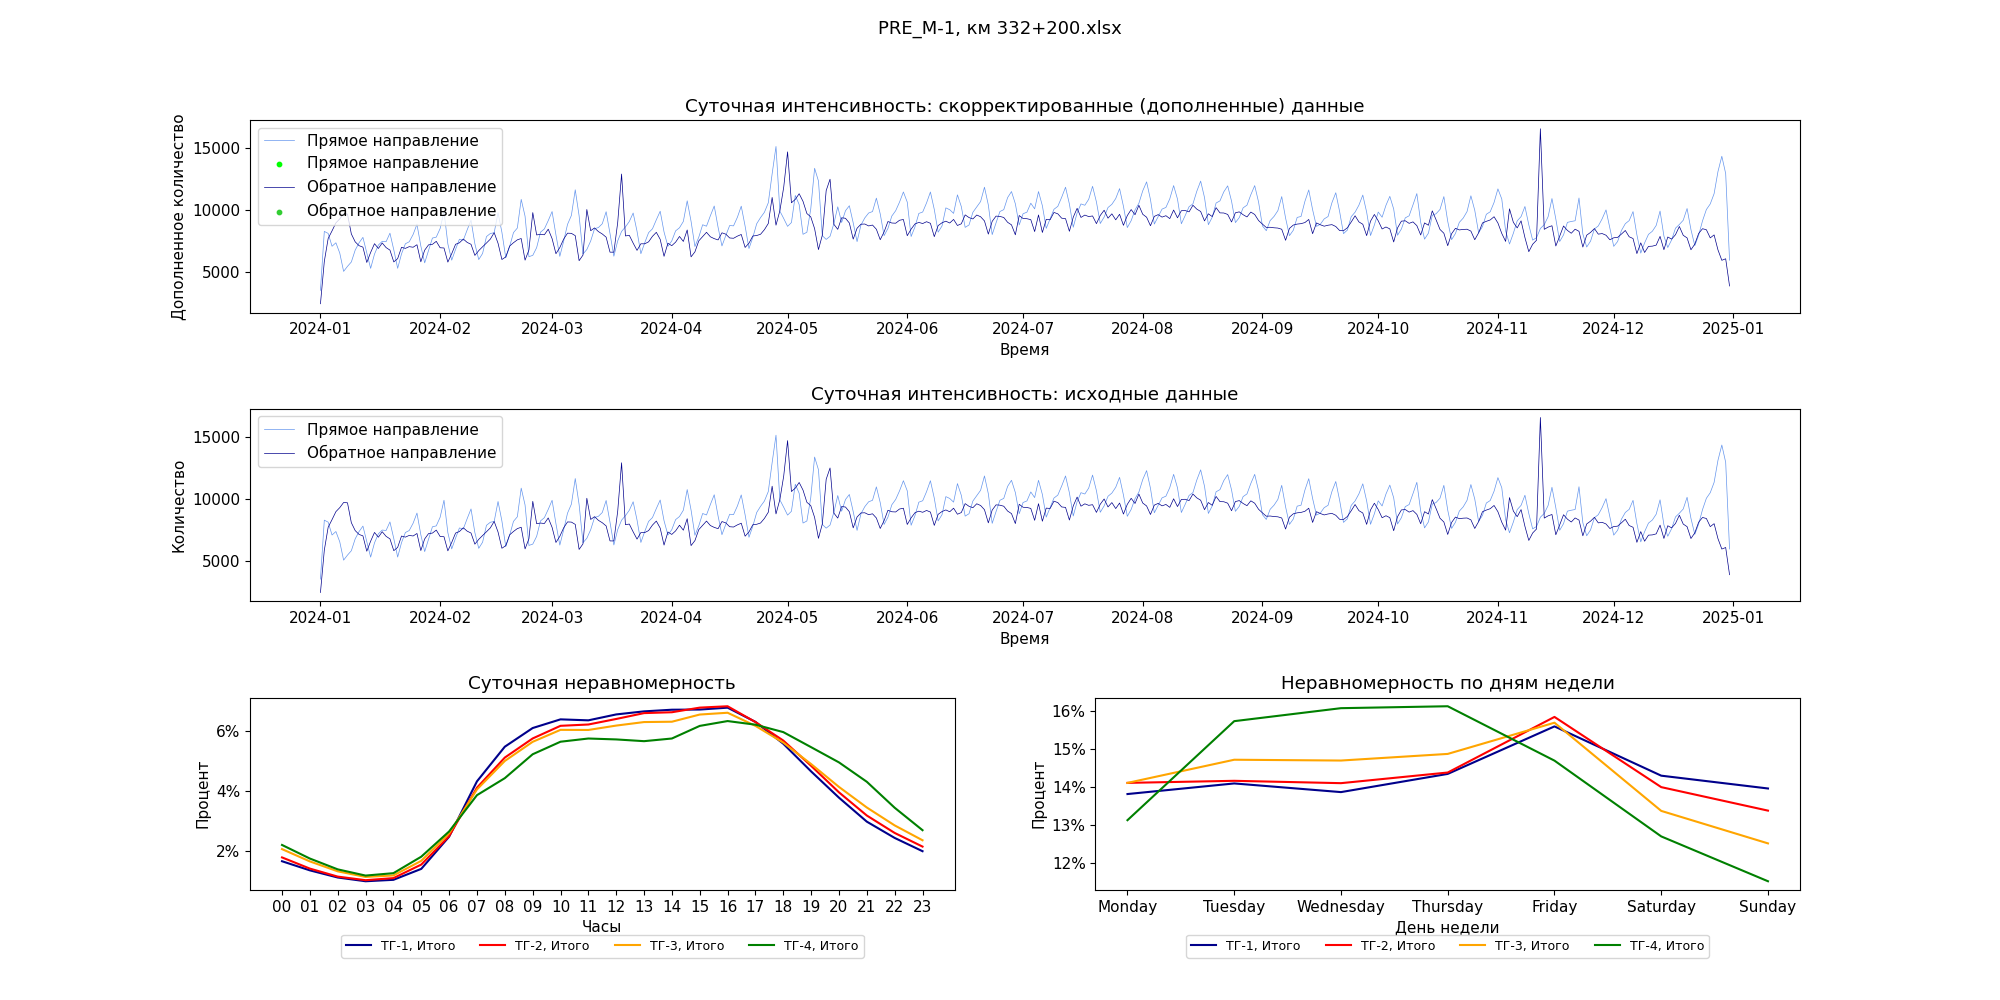 PRE_M-1, км 332+200.xlsx
Суточная интенсивность: скорректированные (дополненные) данные
Дополненное количество
15000
10000
5000
Прямое направление
Прямое направление
Обратное направление
Обратное направление
2024-01 2024-02 2024-03 2024-04 2024-05 2024-06 2024-07 2024-08 2024-09 2024-10 2024-11 2024-12 2025-01
Время
Суточная интенсивность: исходные данные
Количество
15000
10000
5000
Прямое направление
Обратное направление
2024-01 2024-02 2024-03 2024-04 2024-05 2024-06 2024-07 2024-08 2024-09 2024-10 2024-11 2024-12 2025-01
Время
Суточная неравномерность
Процент
6%
4%
2%
00 01 02 03 04 05 06 07 08 09 10 11 12 13 14 15 16 17 18 19 20 21 22 23
Часы
ТГ-1, Итого ТГ-2, Итого ТГ-3, Итого ТГ-4, Итого
Неравномерность по дням недели
Процент
16%
15%
14%
13%
12%
Monday Tuesday Wednesday Thursday Friday Saturday Sunday
День недели
ТГ-1, Итого ТГ-2, Итого ТГ-3, Итого ТГ-4, Итого